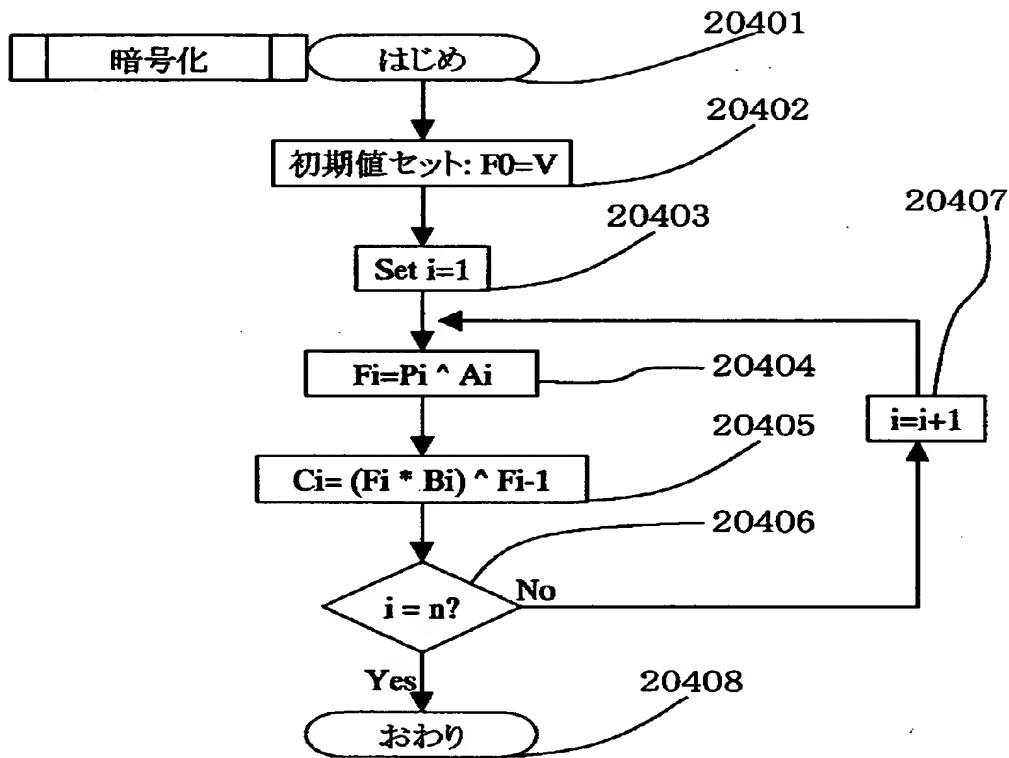 20401
暗号化
はじめ
20402
初期値セット: F0=V
20403
20407
Set i=1
Fi=Pi ^ Ai
20404
i=i+1
20405
Ci= (Fi * Bi) ^ Fi-1
20406
No
i = n?
Yes
20408
おわり